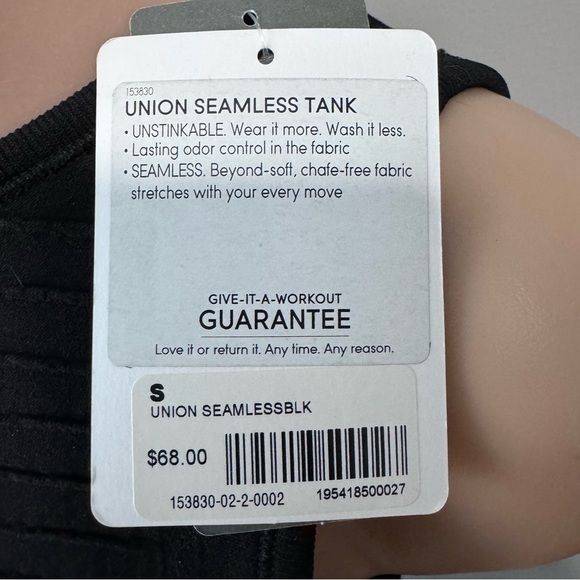 153830
UNION SEAMLESS TANK
• UNSTINKABLE. Wear it more. Wash it less.
• Lasting odor control in the fabric
• SEAMLESS. Beyond-soft, chafe-free fabric
stretches with your every move
GIVE-IT-A-WORKOUT
GUARANTEE
Love it or return it. Any time. Any reason.
S
UNION SEAMLESSBLK
$68.00
153830-02-2-0002 195418500027